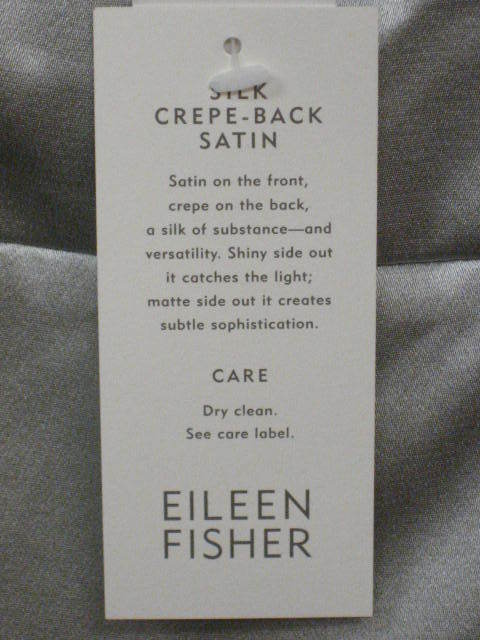 SILK
CREPE-BACK
SATIN
Satin on the front,
crepe on the back,
a silk of substance—and
versatility. Shiny side out
it catches the light;
matte side out it creates
subtle sophistication.
CARE
Dry clean.
See care label.
EILEEN
FISHER